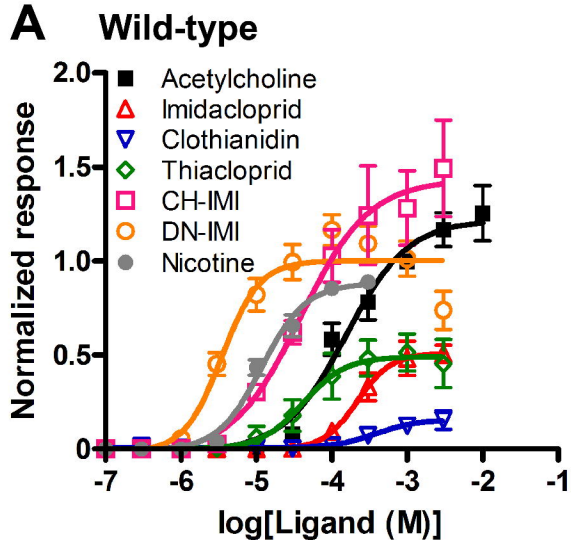 A Wild-type
2.0
1.5
1.0
0.5
0
Normalized response
Acetylcholine
Imidacloprid
Clothianidin
Thiacloprid
CH-IMI
DN-IMI
Nicotine
-7 -6 -5 -4 -3 -2 -1
log[Ligand (M)]